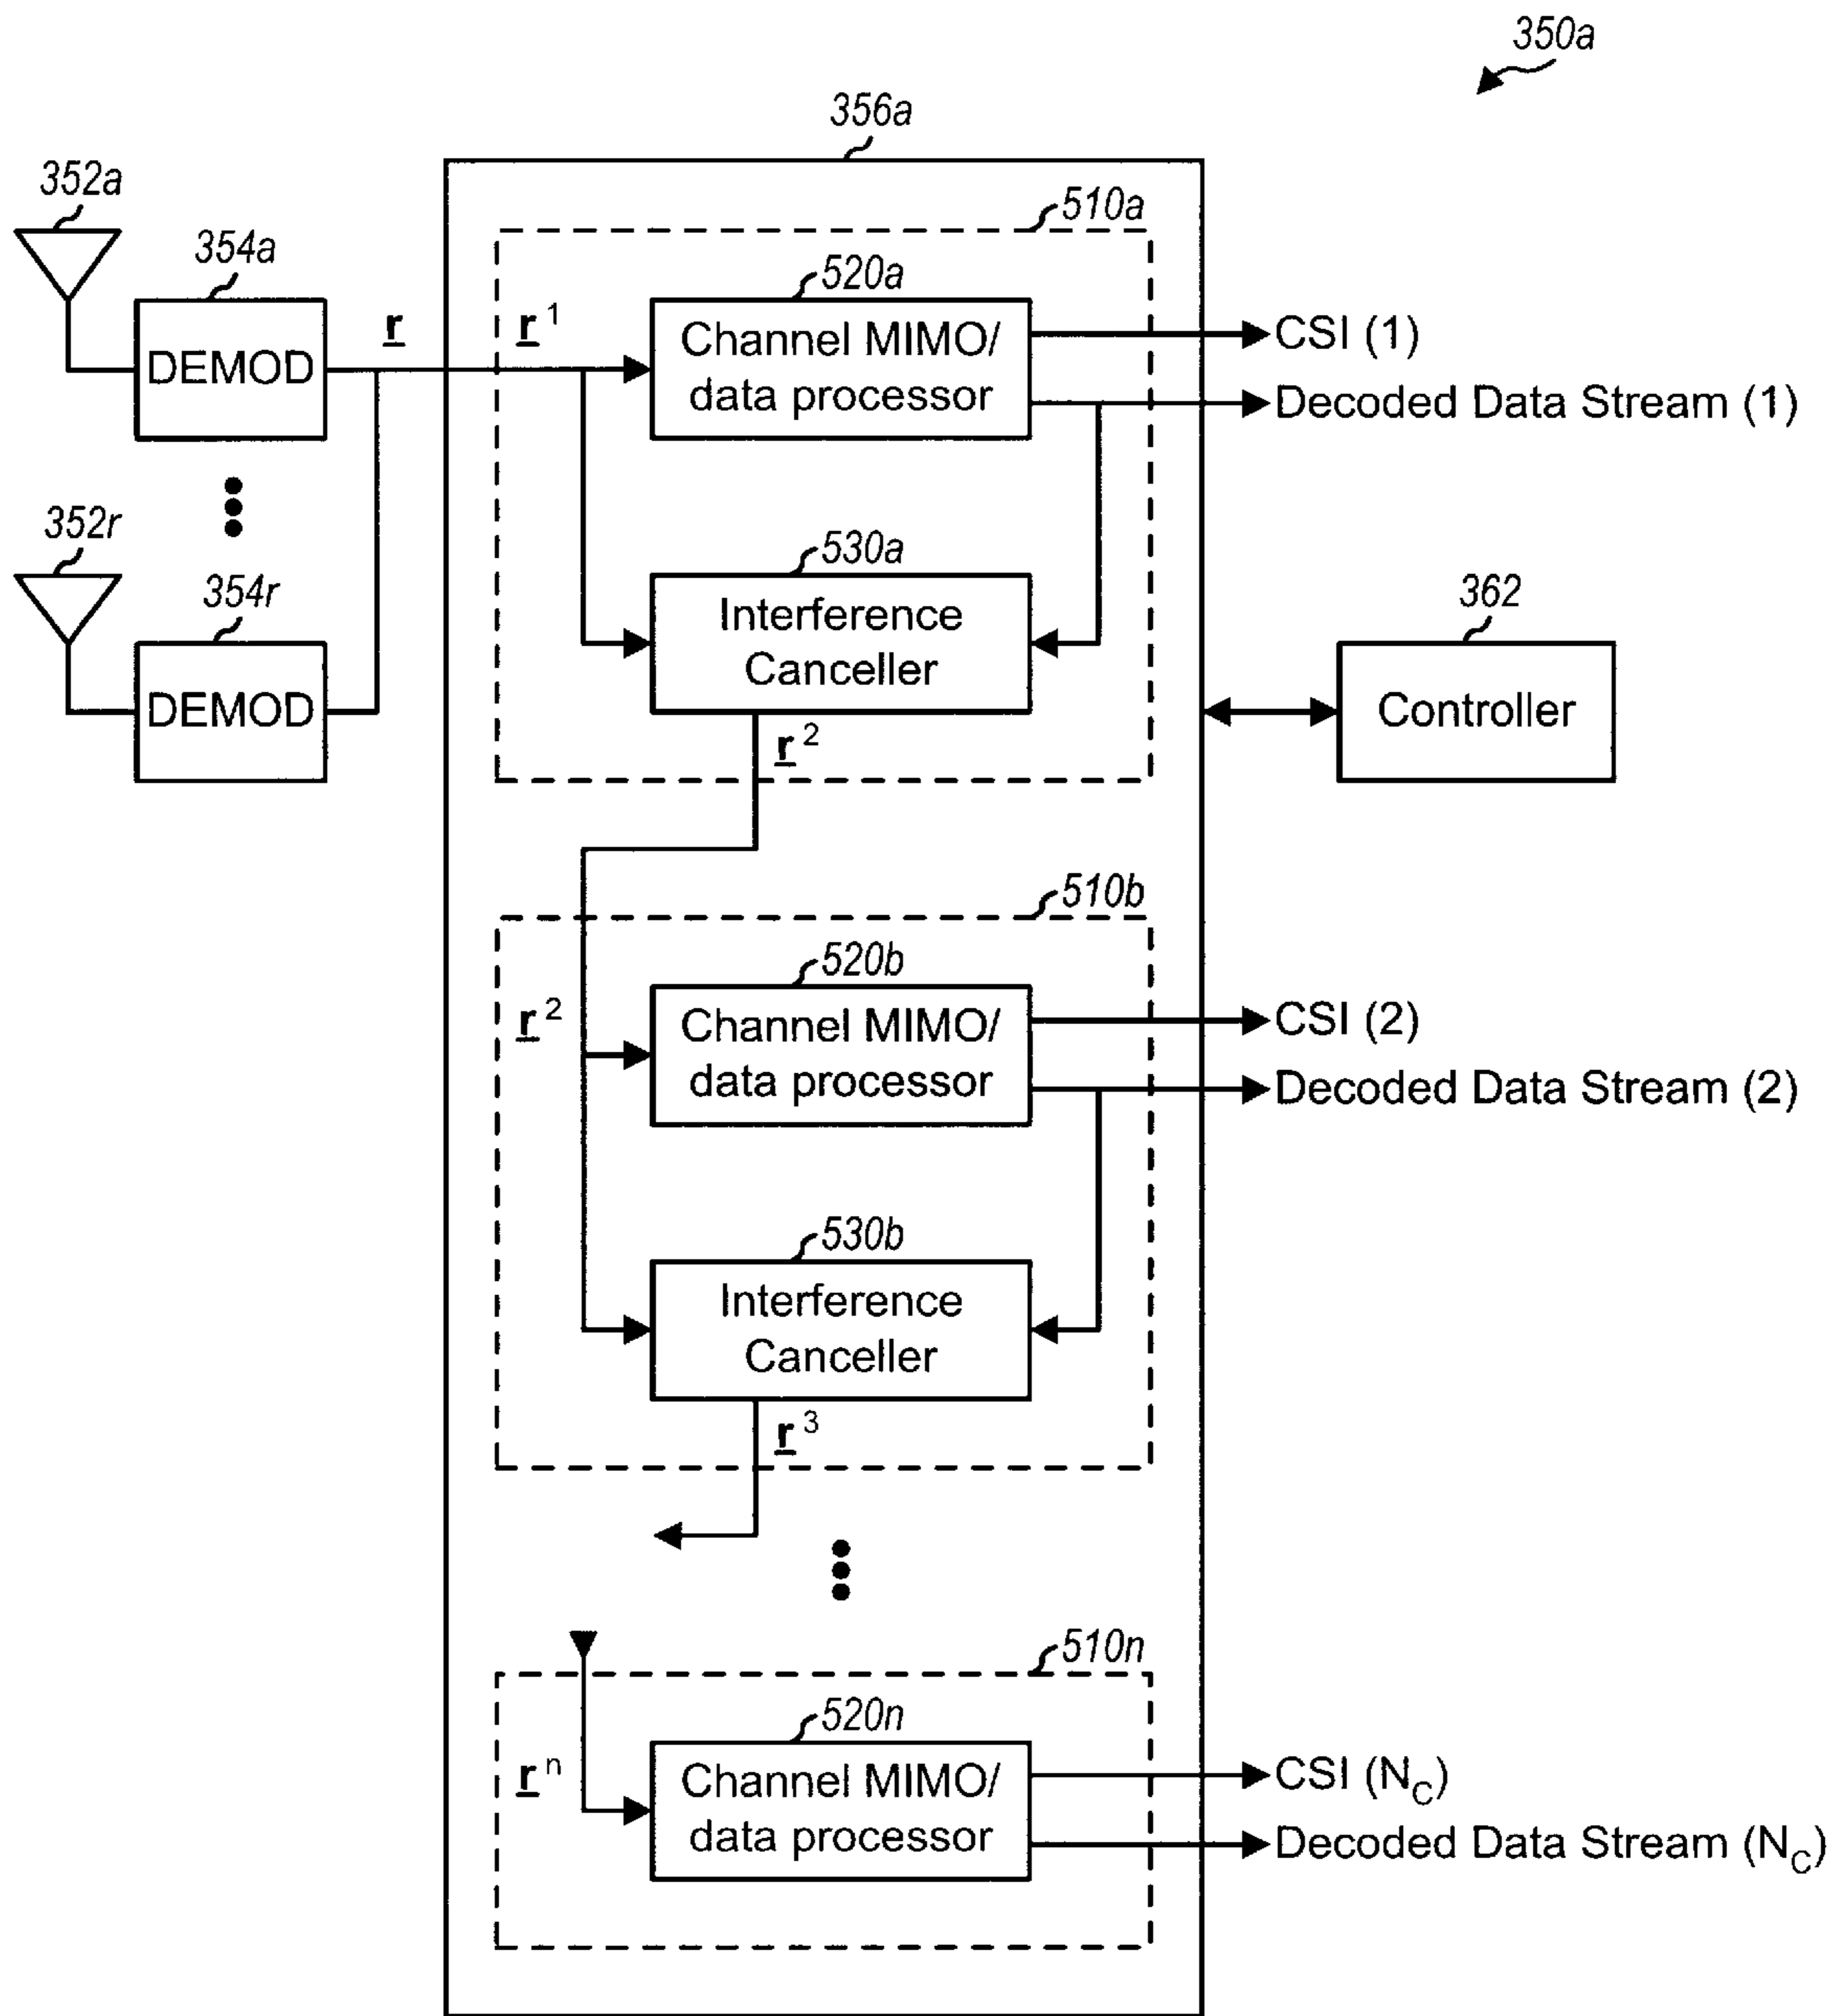 350a
356a
352a
510a
354a
520a
r
r 1
Channel MIMO/
data processor
CSI (1)
DEMOD
Decoded Data Stream (1)
352r
530a
354r
Interference
Canceller
362
DEMOD
Controller
r 2
510b
520b
r 2
Channel MIMO/
data processor
CSI (2)
Decoded Data Stream (2)
530b
Interference
Canceller
r 3
510n
520n
r n
Channel MIMO/
data processor
CSI (NC)
Decoded Data Stream (NC)